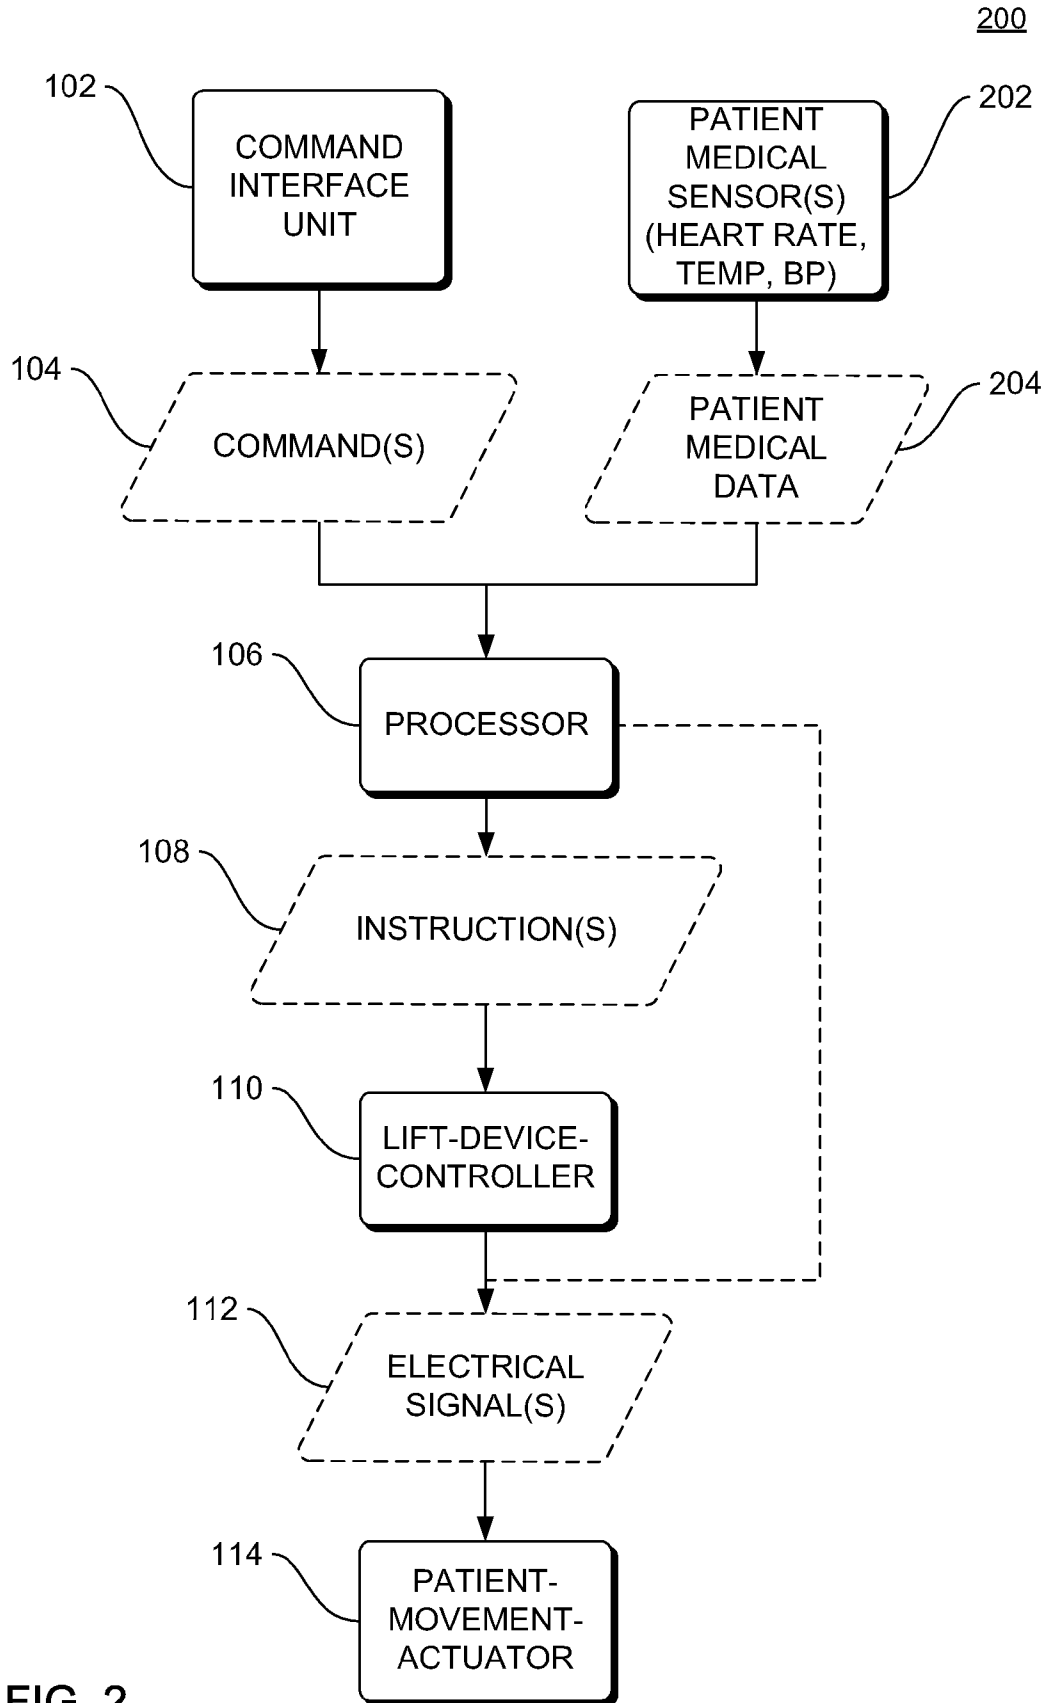 200
102
COMMAND
INTERFACE
UNIT
PATIENT
MEDICAL
SENSOR(S)
(HEART RATE,
TEMP, BP)
202
104
COMMAND(S)
PATIENT
MEDICAL
DATA
204
106
PROCESSOR
108
INSTRUCTION(S)
110
LIFT-DEVICE-
CONTROLLER
112
ELECTRICAL
SIGNAL(S)
114
PATIENT-
MOVEMENT-
ACTUATOR
FIG. 2